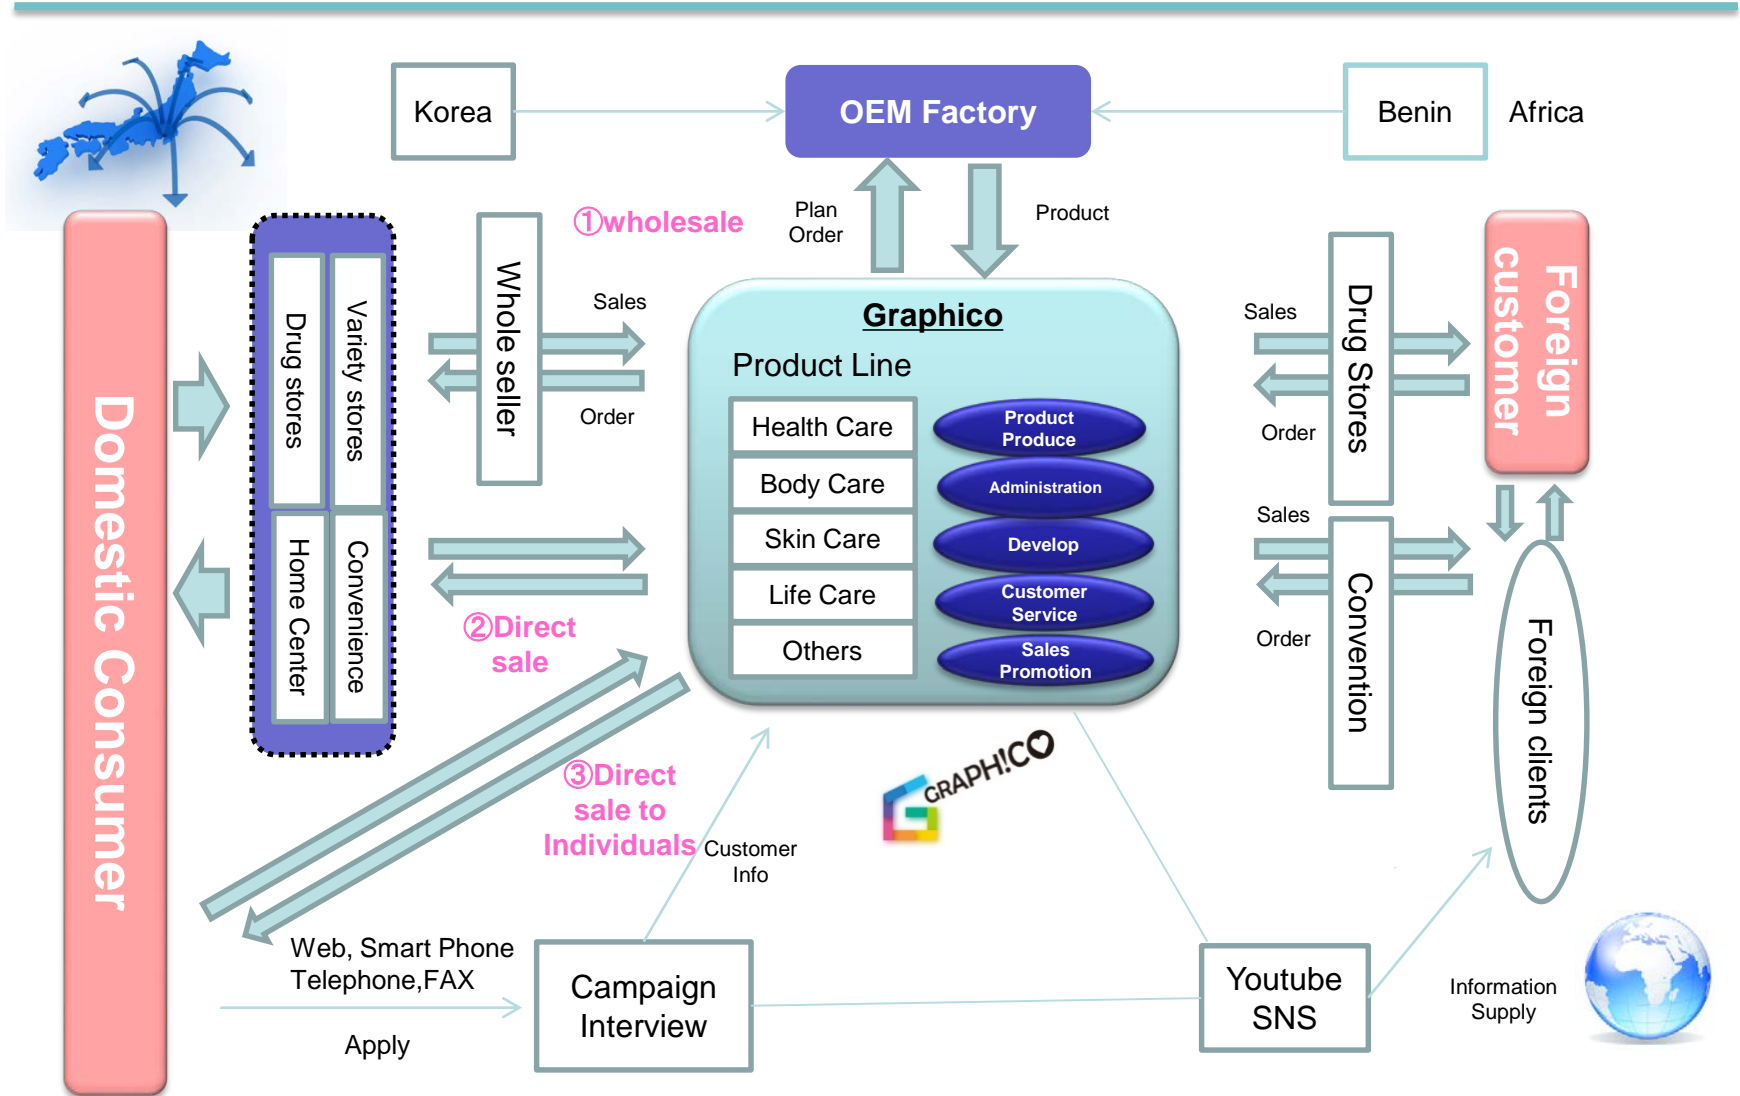 Korea
OEM Factory
Benin
Africa
Plan
Order
Product
①wholesale
Domestic Consumer
Drug stores
Variety stores
Home Center
Convenience
Whole seller
Sales
Order
②Direct
sale
③Direct
sale to
Individuals
Graphico
Product Line
Health Care
Body Care
Skin Care
Life Care
Others
Product
Produce
Administration
Develop
Customer
Service
Sales
Promotion
GRAPH!CO
Sales
Order
Drug Stores
Sales
Order
Convention
Foreign
customer
Foreign clients
Customer
Info
Web, Smart Phone
Telephone,FAX
Apply
Campaign
Interview
Youtube
SNS
Information
Supply